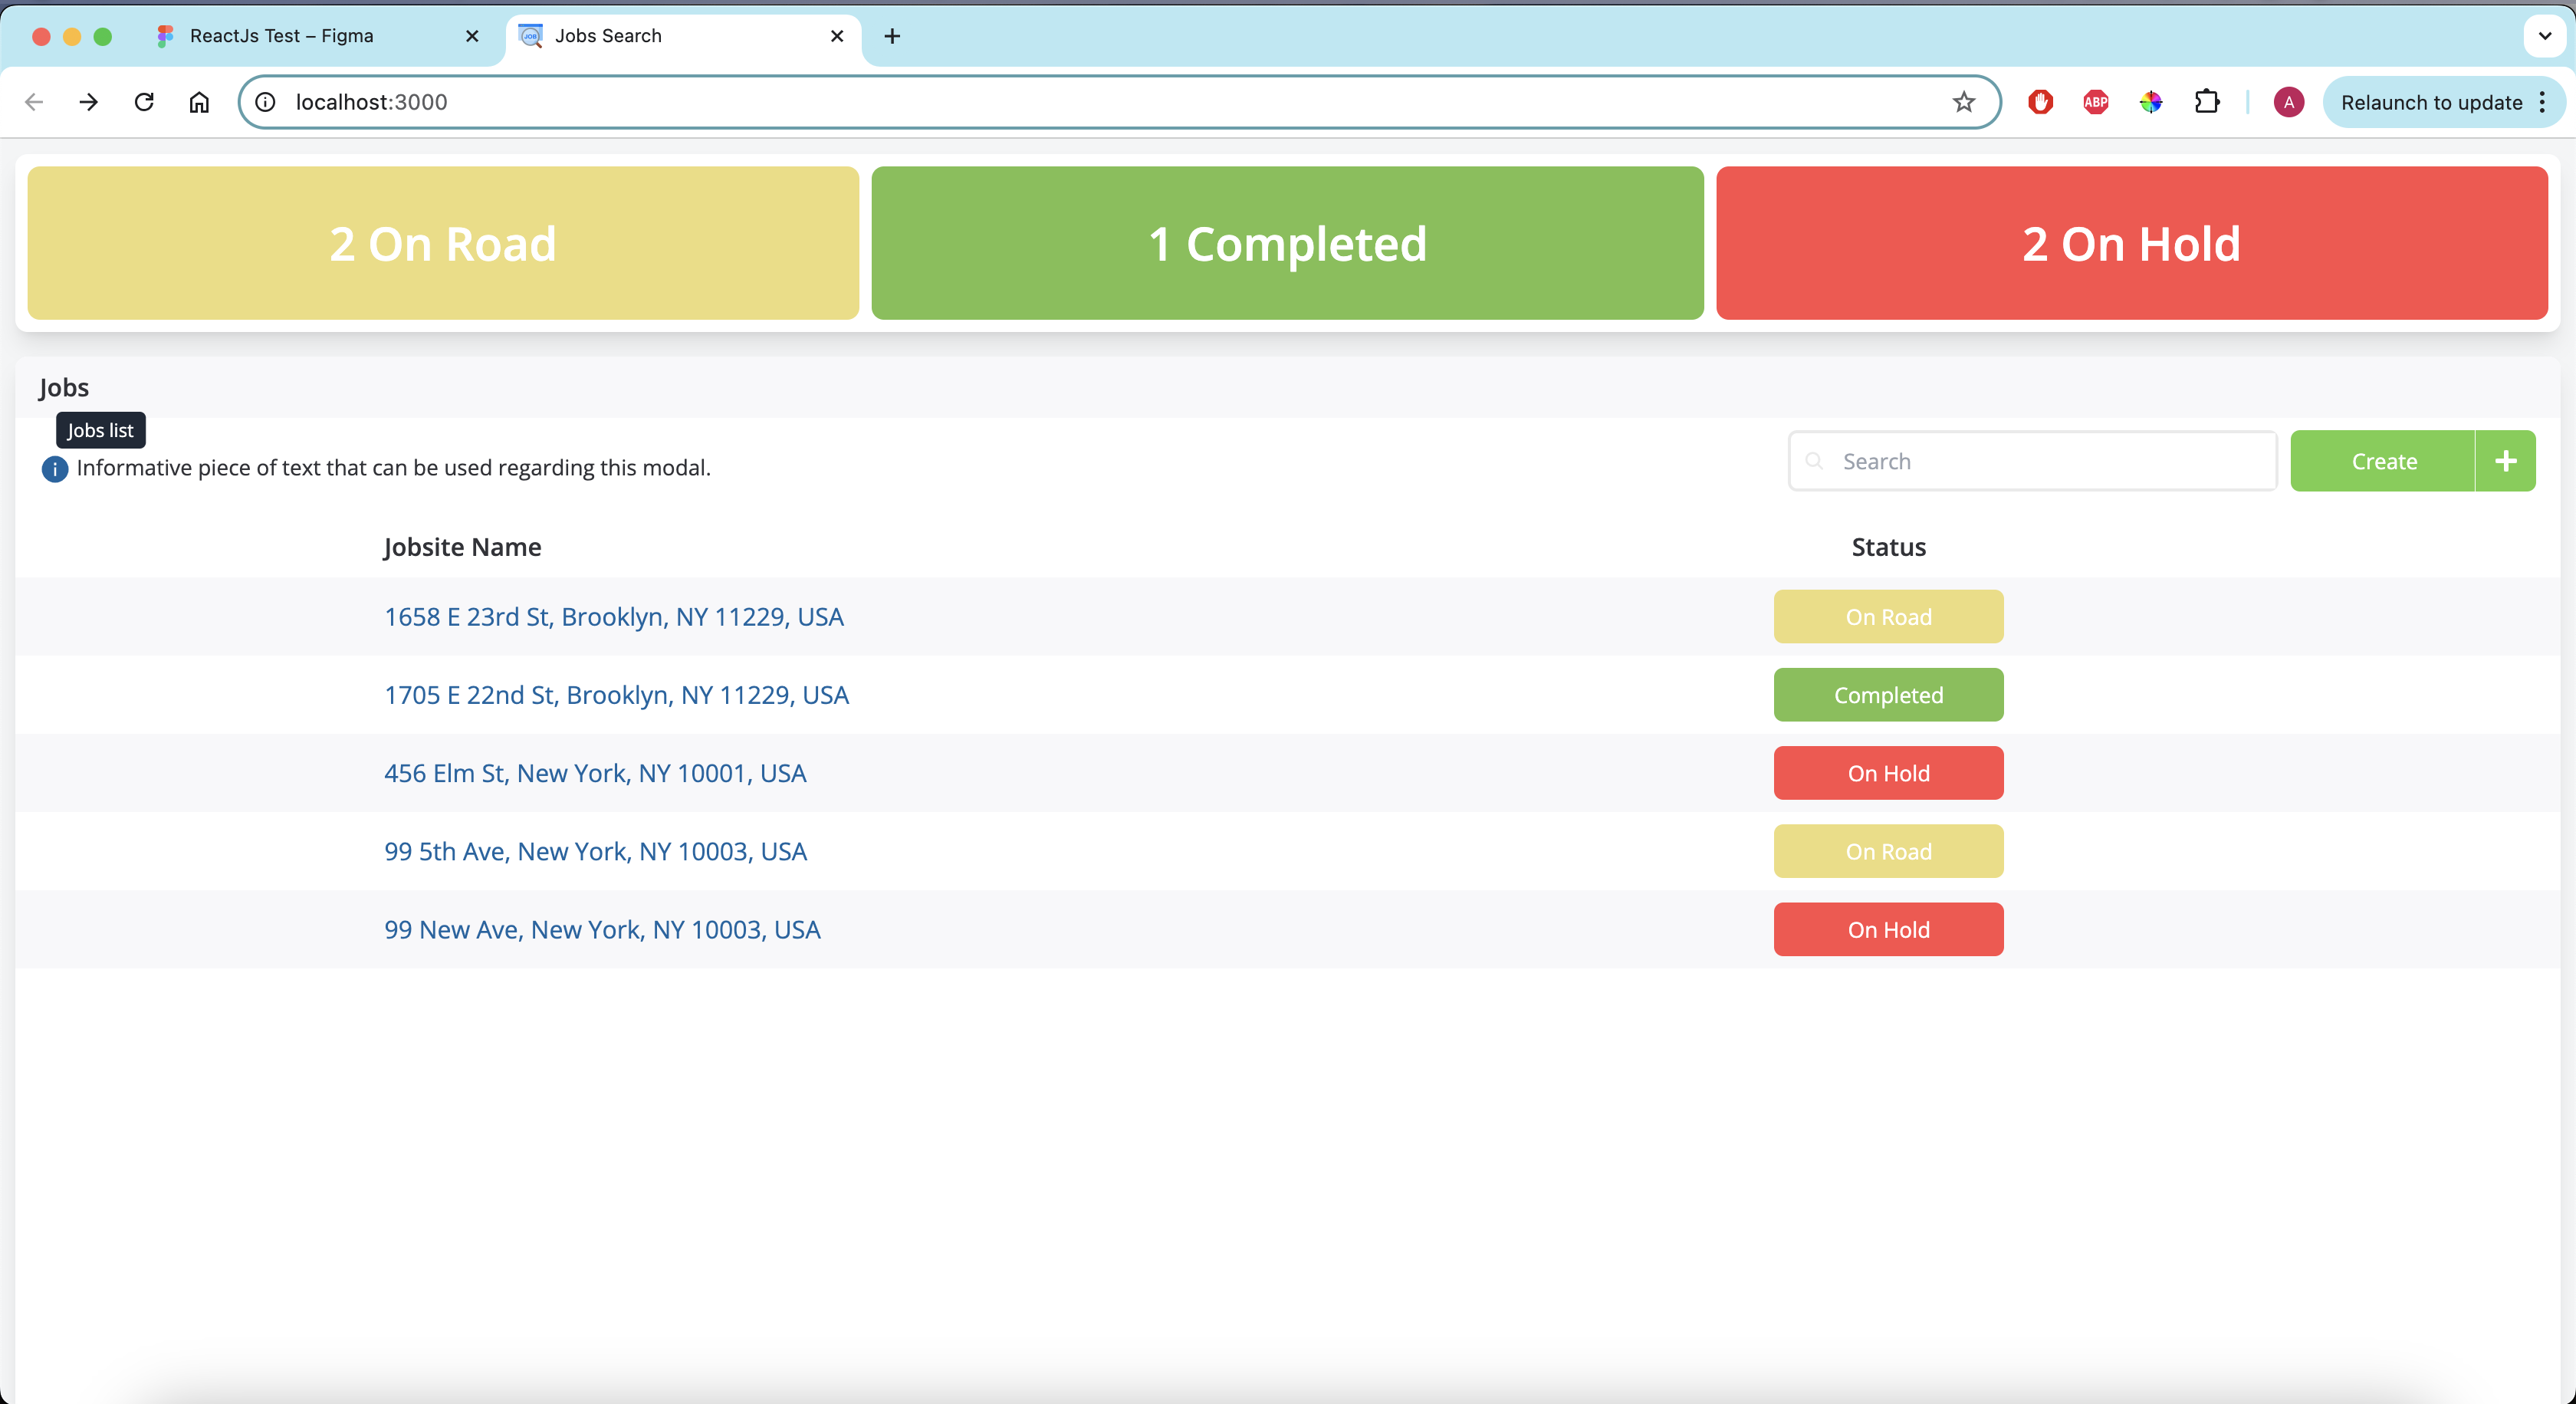 ReactJs Test – Figma
Jobs Search
localhost:3000
ABP
A
Relaunch to update
2 On Road
1 Completed
2 On Hold
Jobs
Jobs list
i Informative piece of text that can be used regarding this modal.
Search
Create +
Jobsite Name
Status
1658 E 23rd St, Brooklyn, NY 11229, USA
On Road
1705 E 22nd St, Brooklyn, NY 11229, USA
Completed
456 Elm St, New York, NY 10001, USA
On Hold
99 5th Ave, New York, NY 10003, USA
On Road
99 New Ave, New York, NY 10003, USA
On Hold